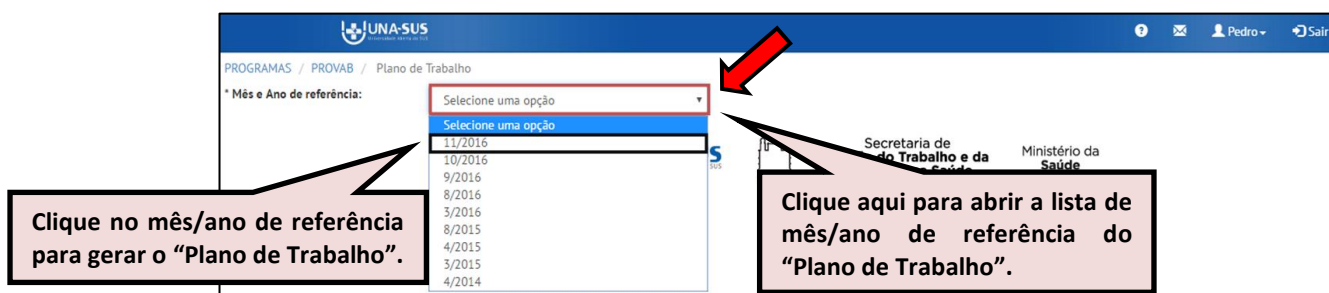 UNA-SUS
Pedro
Sair
PROGRAMAS / PROVAB / Plano de Trabalho
* Mês e Ano de referência:
Selecione uma opção
Selecione uma opção
11/2016
10/2016
9/2016
8/2016
3/2016
8/2015
4/2015
3/2015
4/2014
S
SUS
Secretaria de
do Trabalho e da
Saúde
Ministério da
Saúde
Clique no mês/ano de referência
para gerar o “Plano de Trabalho”.
Clique aqui para abrir a lista de
mês/ano de referência do
“Plano de Trabalho”.